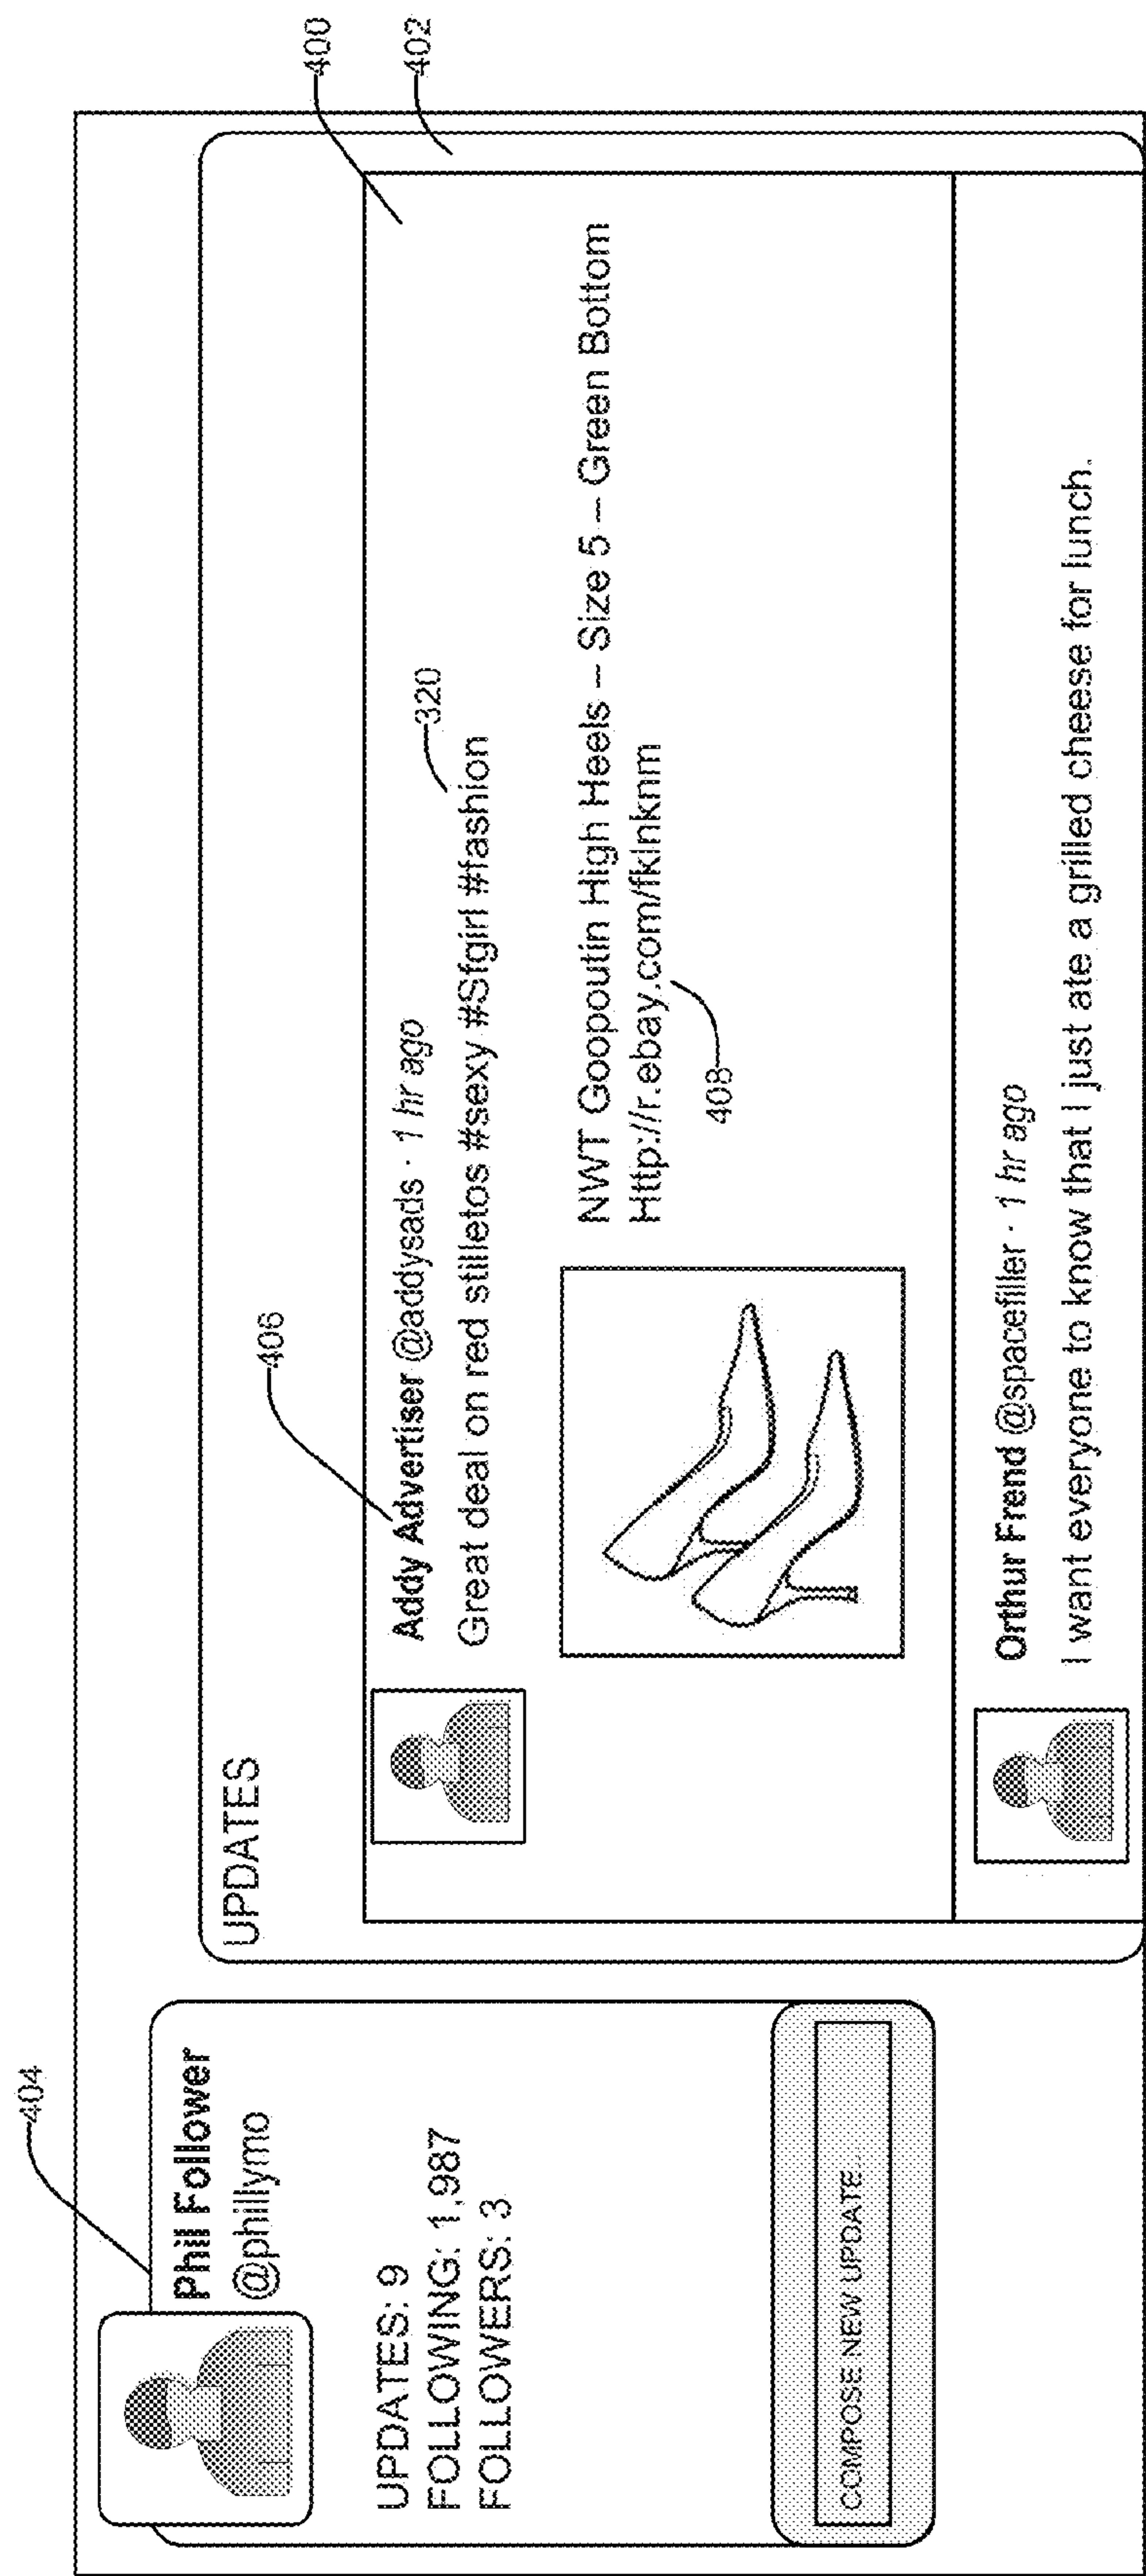 404
Phil Follower
@phillymo
UPDATES: 9
FOLLOWING: 1,987
FOLLOWERS: 3
COMPOSE NEW UPDATE...
UPDATES
406
400
402
Addy Advertiser @addysads · 1 hr ago
320
Great deal on red stilletos #sexy #Sfgirl #fashion
NWT Goopoutin High Heels -- Size 5 -- Green Bottom
Http://r.ebay.com/fklnknm
408
Orthur Frend @spacefiller · 1 hr ago
I want everyone to know that I just ate a grilled cheese for lunch.